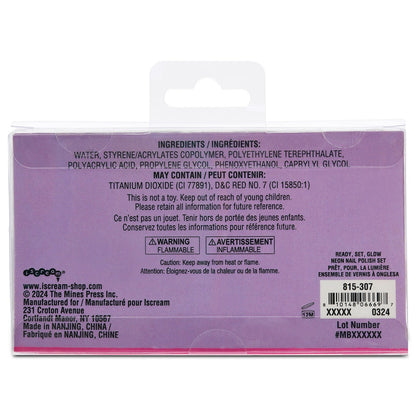 INGREDIENTS / INGRÉDIENTS:
WATER, STYRENE/ACRYLATES COPOLYMER, POLYETHYLENE TEREPHTHALATE,
POLYACRYLIC ACID, PROPYLENE GLYCOL, PHENOXYETHANOL, CAPRYLYL GLYCOL
MAY CONTAIN / PEUT CONTENIR:
TITANIUM DIOXIDE (CI 77891), D&C RED NO. 7 (CI 15850:1)
This is not a toy. Keep out of reach of young children.
Please retain all information for future reference.
Ce n'est pas un jouet. Tenir hors de portée des jeunes enfants.
Conservez toutes les informations pour référence future.
WARNING
FLAMMABLE
AVERTISSEMENT
INFLAMMABLE
Caution: Keep away from heat or flame.
Attention: Éloignez-vous de la chaleur ou de la flamme.
iscream
www.iscream-shop.com
© 2024 The Mines Press Inc.
Manufactured for / Manufacturé pour Iscream
231 Croton Avenue
Cortlandt Manor, NY 10567
Made in NANJING, CHINA /
Fabriqué en NANJING, CHINE
READY, SET, GLOW
NEON NAIL POLISH SET
PRÊT, POUR, LA LUMIÈRE
ENSEMBLE DE VERNIS À ONGLESA
12M
815-307
8 10148 06669 7
XXXXX 0324
Lot Number
#MBXXXXXX